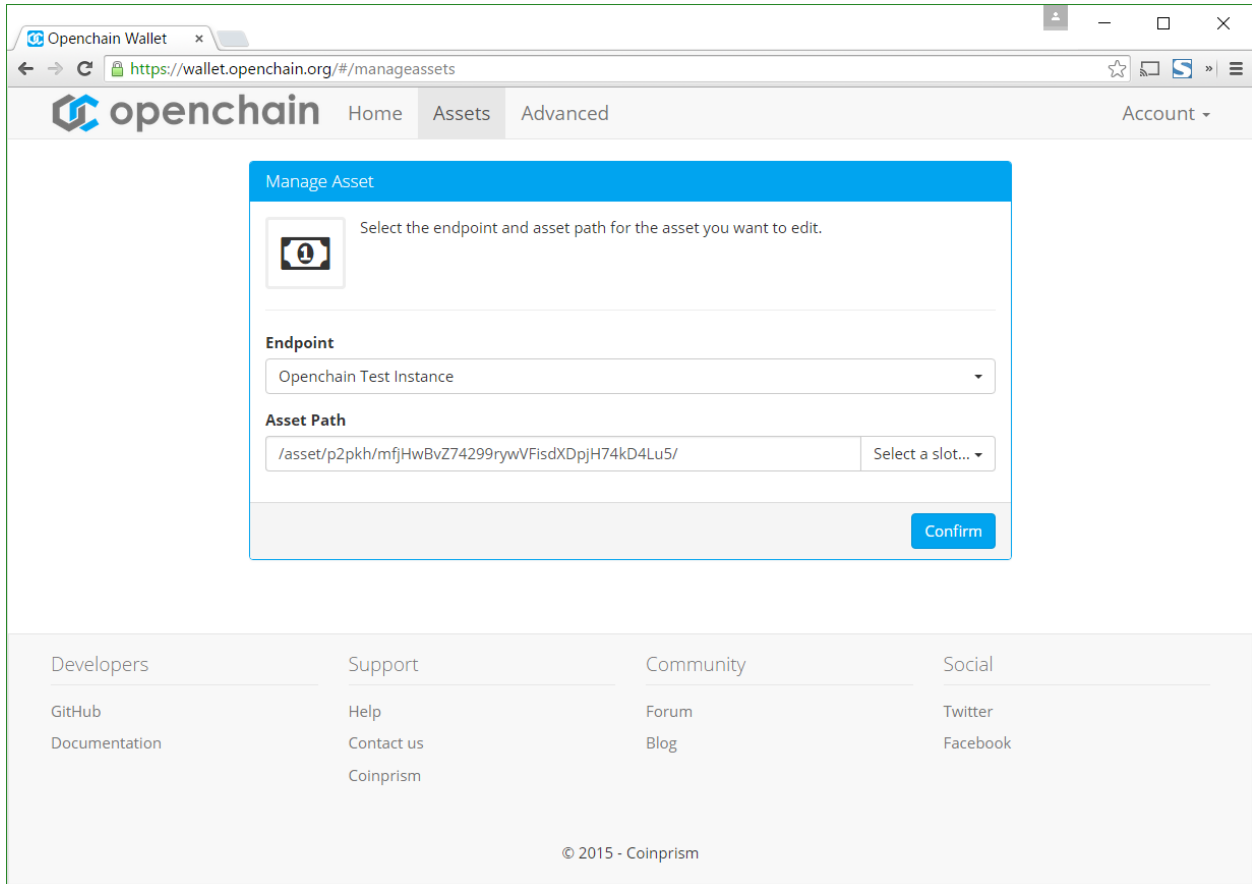 Openchain Wallet
https://wallet.openchain.org/#/manageassets
openchain Home Assets Advanced Account
Manage Asset
Select the endpoint and asset path for the asset you want to edit.
1
Endpoint
Openchain Test Instance
Asset Path
/asset/p2pkh/mfjHwBvZ74299rywVFisdXDpjH74kD4Lu5/ Select a slot...
Confirm
Developers Support Community Social
GitHub Help Forum Twitter
Documentation Contact us Blog Facebook
Coinprism
© 2015 - Coinprism